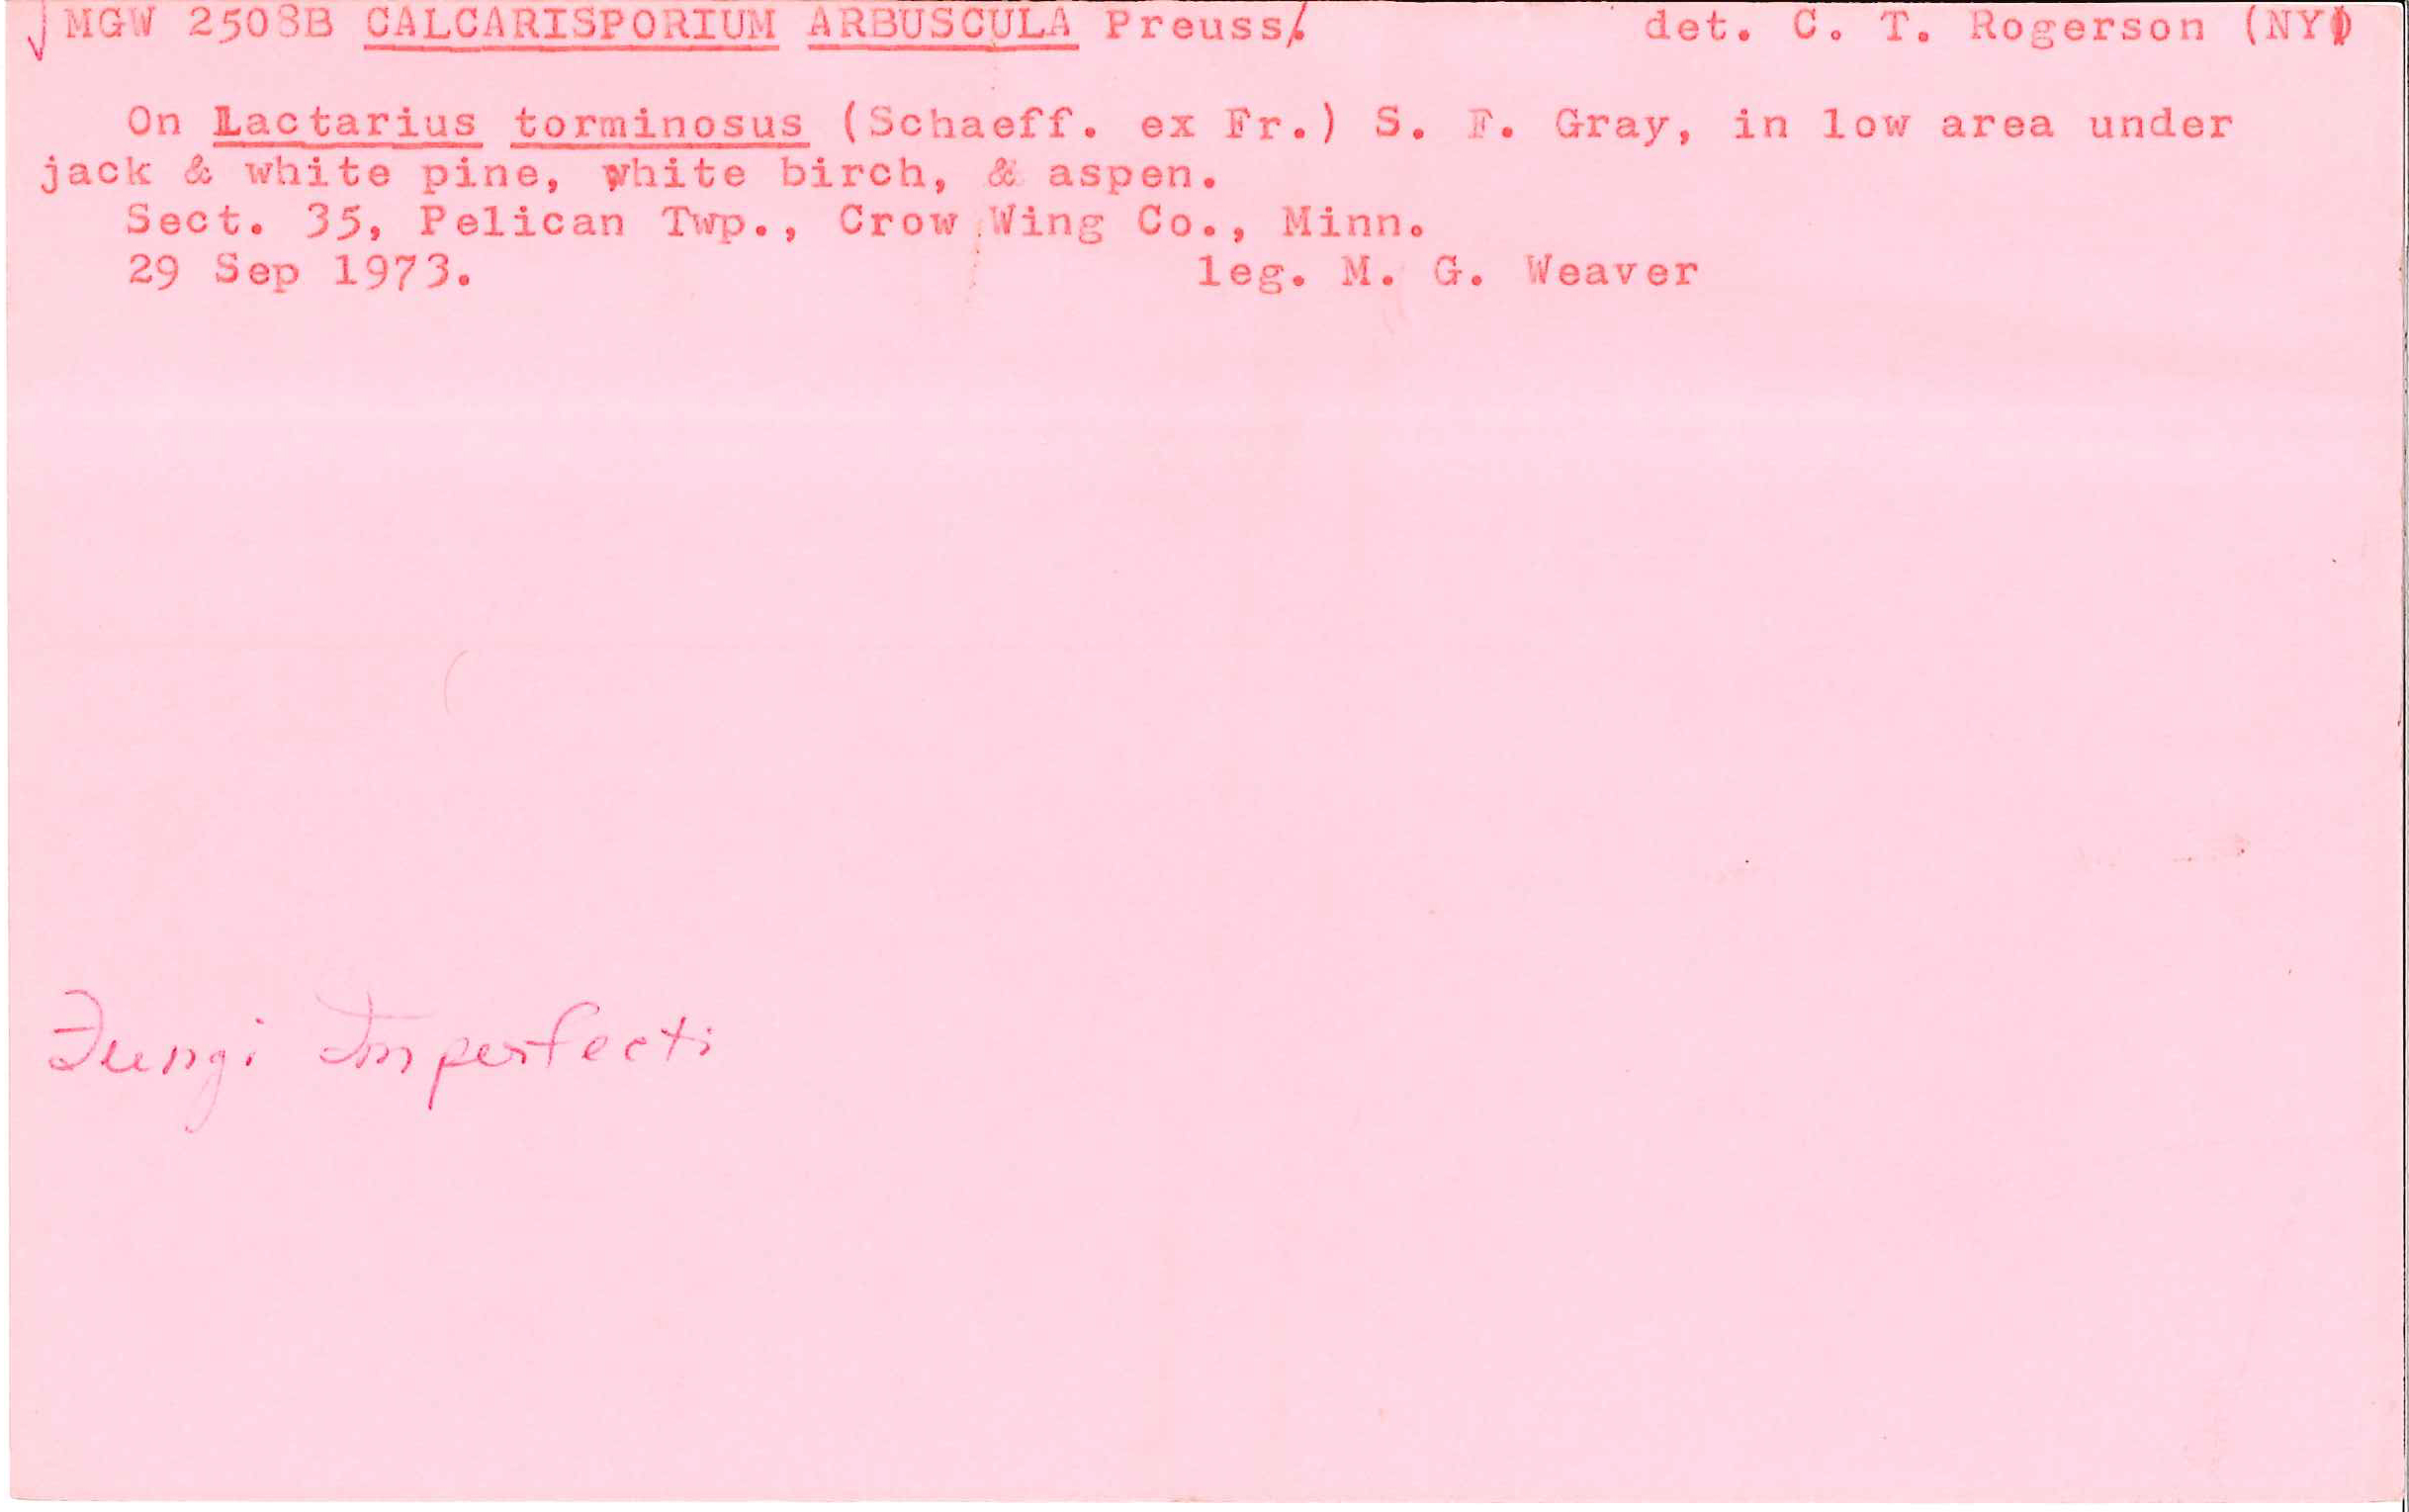 MGW 2508B CALCARISPORIUM ARBUSCULA Preuss. det. C. T. Rogerson (NY)
On Lactarius torminosus (Schaeff. ex Fr.) S. F. Gray, in low area under
jack & white pine, white birch, & aspen.
Sect. 35, Pelican Twp., Crow Wing Co., Minn.
29 Sep 1973. leg. M. G. Weaver
Fungi Imperfecti